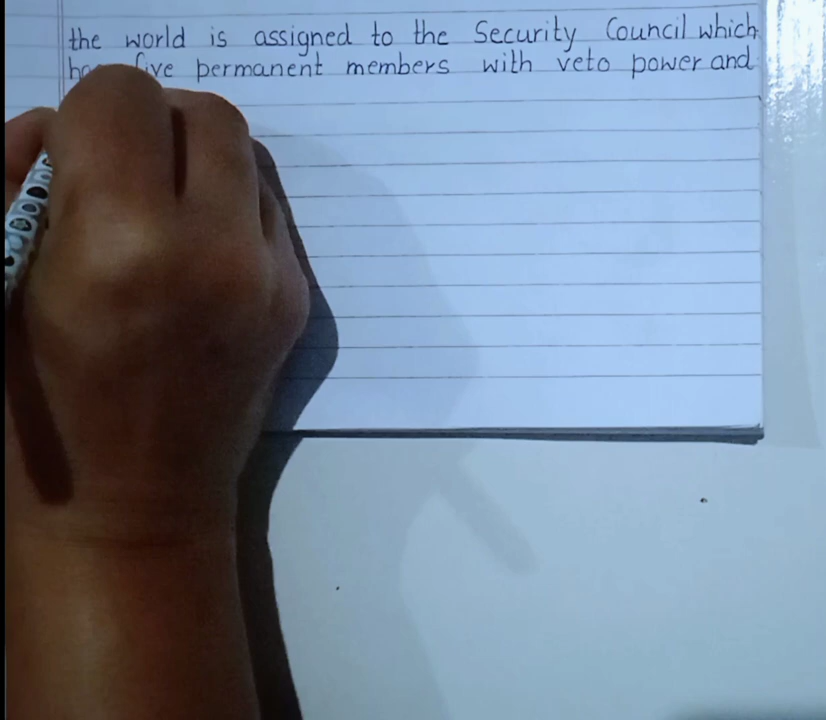 the world is assigned to the Security Council which
five permanent members with veto power and